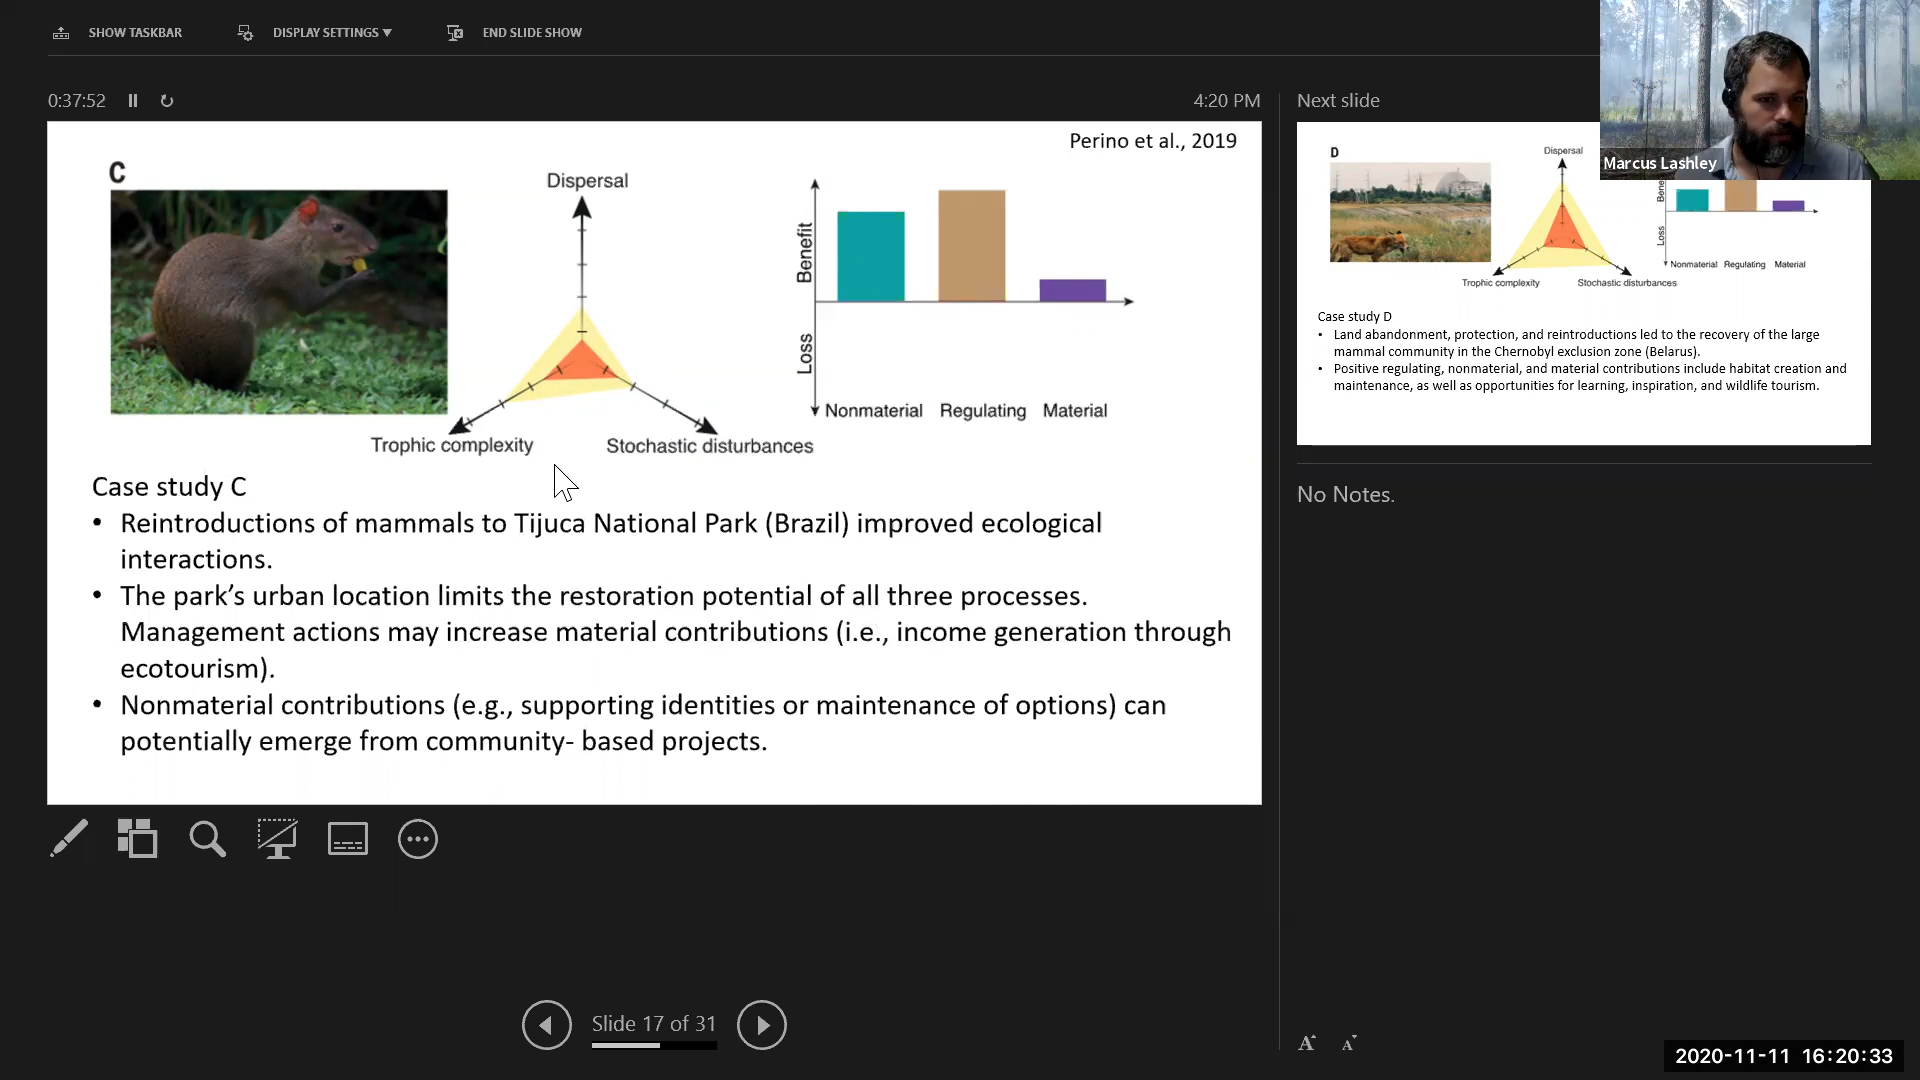 SHOW TASKBAR
DISPLAY SETTINGS ▼
END SLIDE SHOW
0:37:52
4:20 PM
Next slide
Marcus Lashley
Perino et al., 2019
C
Dispersal
Trophic complexity
Stochastic disturbances
Benefit
Loss
Nonmaterial
Regulating
Material
Case study C
• Reintroductions of mammals to Tijuca National Park (Brazil) improved ecological
interactions.
• The park’s urban location limits the restoration potential of all three processes.
Management actions may increase material contributions (i.e., income generation through
ecotourism).
• Nonmaterial contributions (e.g., supporting identities or maintenance of options) can
potentially emerge from community- based projects.
D
Dispersal
Trophic complexity
Stochastic disturbances
Loss
Nonmaterial
Regulating
Material
Case study D
• Land abandonment, protection, and reintroductions led to the recovery of the large
mammal community in the Chernobyl exclusion zone (Belarus).
• Positive regulating, nonmaterial, and material contributions include habitat creation and
maintenance, as well as opportunities for learning, inspiration, and wildlife tourism.
No Notes.
Slide 17 of 31
A A
2020-11-11 16:20:33